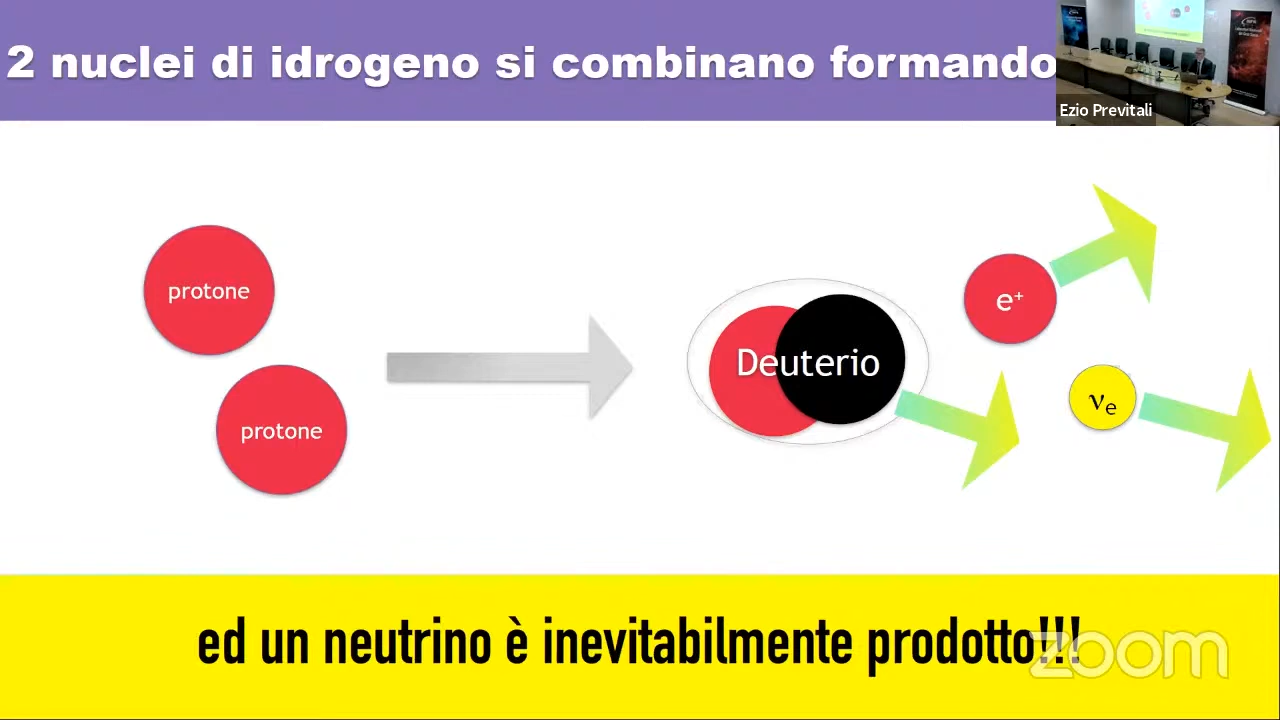 2 nuclei di idrogeno si combinano formando
Ezio Previtali
protone
protone
Deuterio
e⁺
νₑ
ed un neutrino è inevitabilmente prodotto!!!
zoom